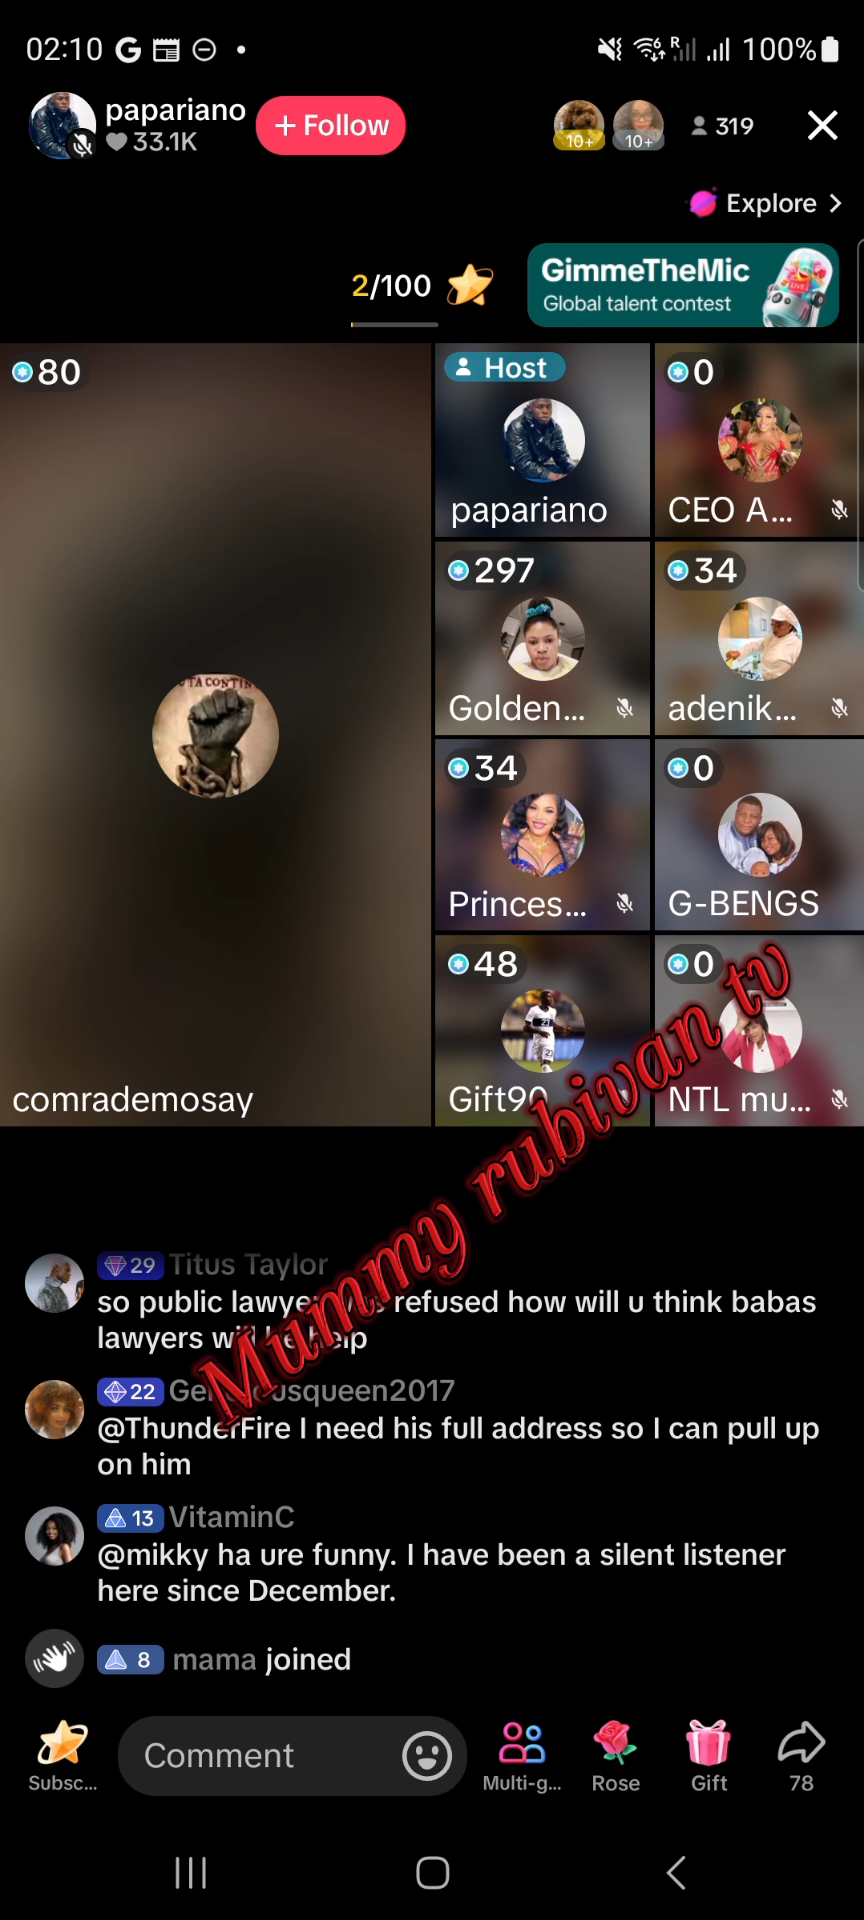 02:10
100%
papariano
33.1K
+ Follow
10+
10+
319
Explore
2/100
GimmeTheMic
Global talent contest
80
Host
papariano
0
CEO A...
297
Golden...
34
adenik...
34
Princes...
0
G-BENGS
48
Gift90
0
NTL mu...
comrademosay
Mummy rubivan tv
29 Titus Taylor
so public refused how will u think babas
lawyers
22
@ThunderFire I need his full address so I can pull up
on him
13 VitaminC
@mikky ha ure funny. I have been a silent listener
here since December.
8 mama joined
Subsc...
Comment
Multi-g...
Rose
Gift
78